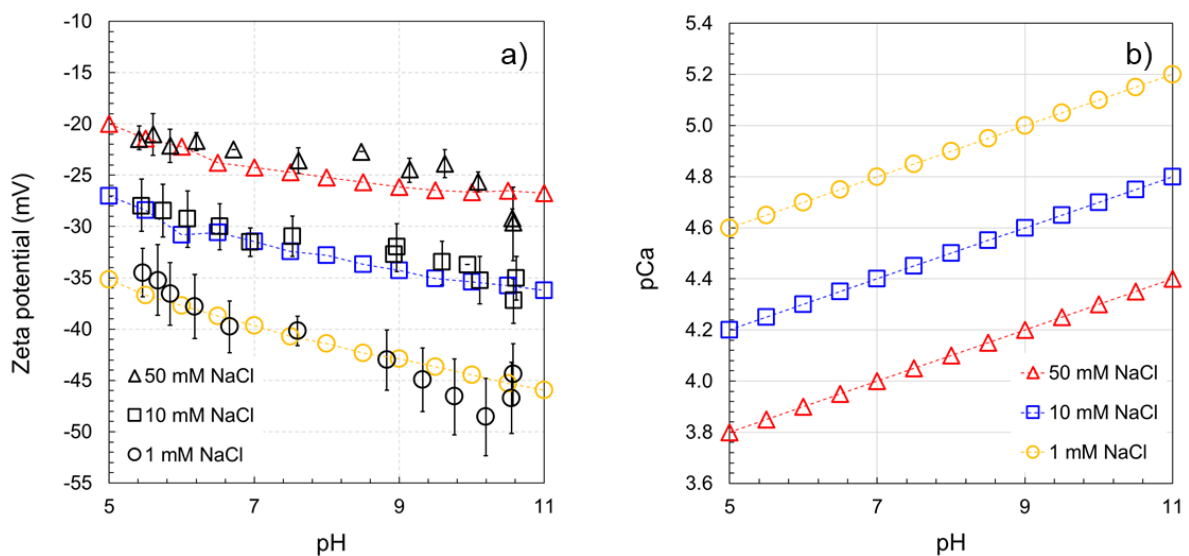 a)
-10
-15
-20
-25
-30
-35
-40
-45
-50
-55
Zeta potential (mV)
50 mM NaCl
10 mM NaCl
1 mM NaCl
5
7
9
11
pH
b)
5.4
5.2
5.0
4.8
4.6
4.4
4.2
4.0
3.8
3.6
pCa
50 mM NaCl
10 mM NaCl
1 mM NaCl
5
7
9
11
pH